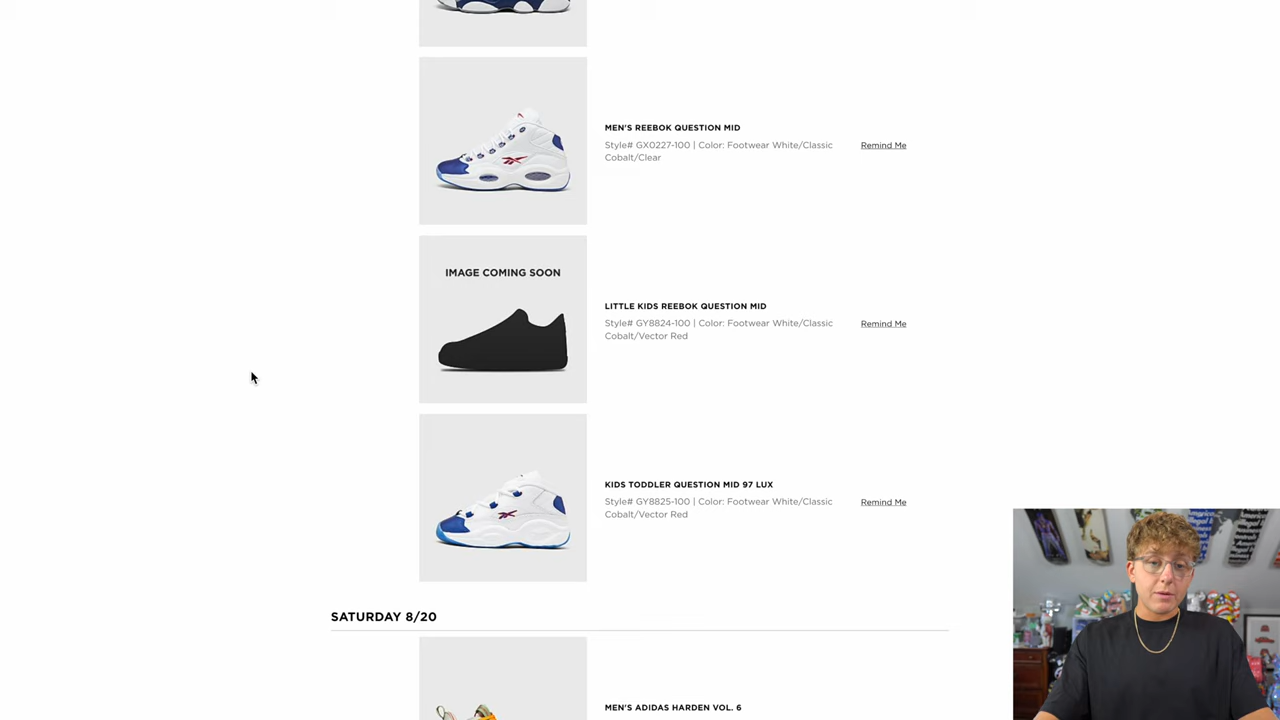 MEN'S REEBOK QUESTION MID
Style# GX0227-100 | Color: Footwear White/Classic
Cobalt/Clear
Remind Me
IMAGE COMING SOON
LITTLE KIDS REEBOK QUESTION MID
Style# GY8824-100 | Color: Footwear White/Classic
Cobalt/Vector Red
Remind Me
KIDS TODDLER QUESTION MID 97 LUX
Style# GY8825-100 | Color: Footwear White/Classic
Cobalt/Vector Red
Remind Me
SATURDAY 8/20
MEN'S ADIDAS HARDEN VOL. 6